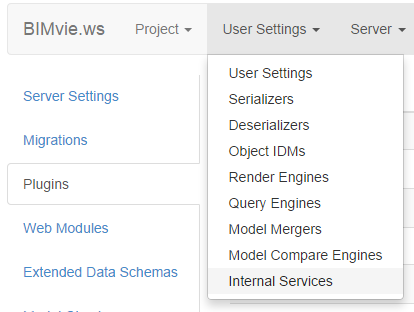 BIMvie.ws Project User Settings Server
Server Settings
Migrations
Plugins
Web Modules
Extended Data Schemas
User Settings
Serializers
Deserializers
Object IDMs
Render Engines
Query Engines
Model Mergers
Model Compare Engines
Internal Services